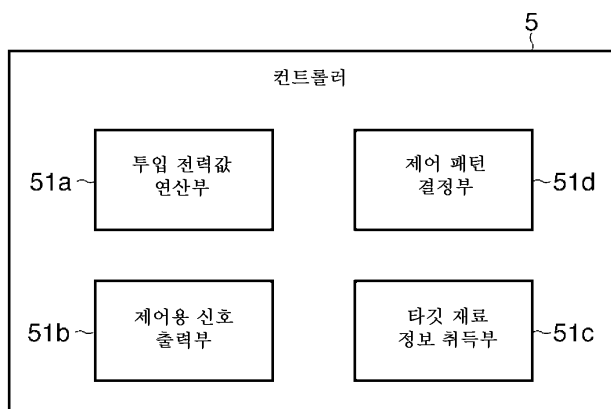 5
컨트롤러
투입 전력값
연산부
51a
제어 패턴
결정부
51d
제어용 신호
출력부
51b
타깃 재료
정보 취득부
51c